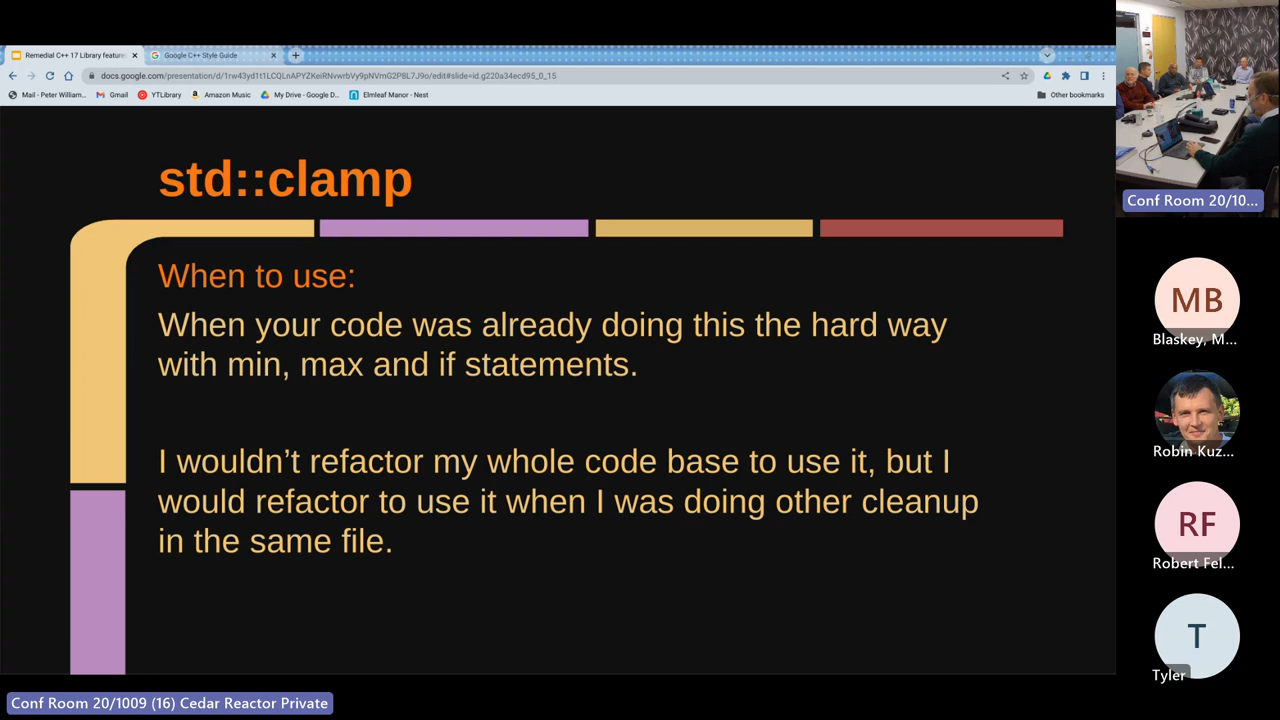 Remedial C++ 17 Library feature
Google C++ Style Guide
docs.google.com/presentation/d/1rw43yd1t1LCQLnAPYZKeiRNvwrbVy9pNVmG2P8L7J9o/edit#slide=id.g220a34ecd95_0_15
Mail - Peter William...
Gmail
YTLibrary
Amazon Music
My Drive - Google D...
Elmleaf Manor - Nest
Other bookmarks
std::clamp
When to use:
When your code was already doing this the hard way
with min, max and if statements.
I wouldn’t refactor my whole code base to use it, but I
would refactor to use it when I was doing other cleanup
in the same file.
Conf Room 20/1009 (16) Cedar Reactor Private
Conf Room 20/10...
MB
Blaskey, M...
Robin Kuz...
RF
Robert Fel...
T
Tyler